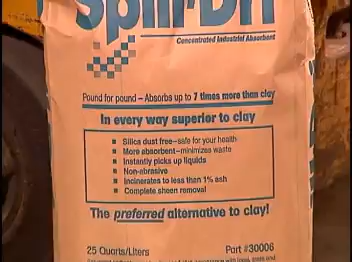 Spill-Dri
Concentrated Industrial Absorbent
Pound for pound–Absorbs up to 7 times more than clay
In every way superior to clay
■ Silica dust free–safe for your health
■ More absorbent–minimizes waste
■ Instantly picks up liquids
■ Non-abrasive
■ Incinerates to less than 1% ash
■ Complete sheen removal
The preferred alternative to clay!
25 Quarts/Liters Part #30006